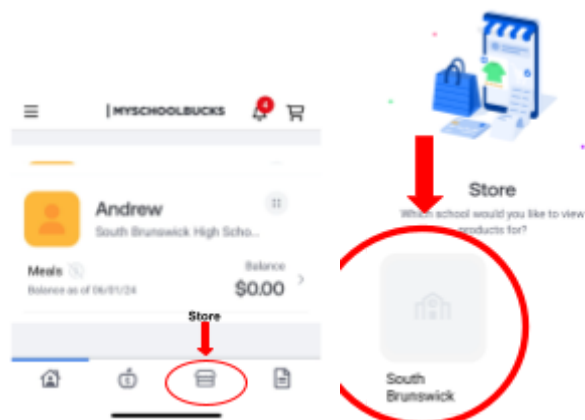 MYSCHOOLBUCKS
4
Andrew
South Brunswick High Scho...
Meals
Balance
Balance as of 06/01/24
$0.00
Store
Store
Which school would you like to view
products for?
South
Brunswick